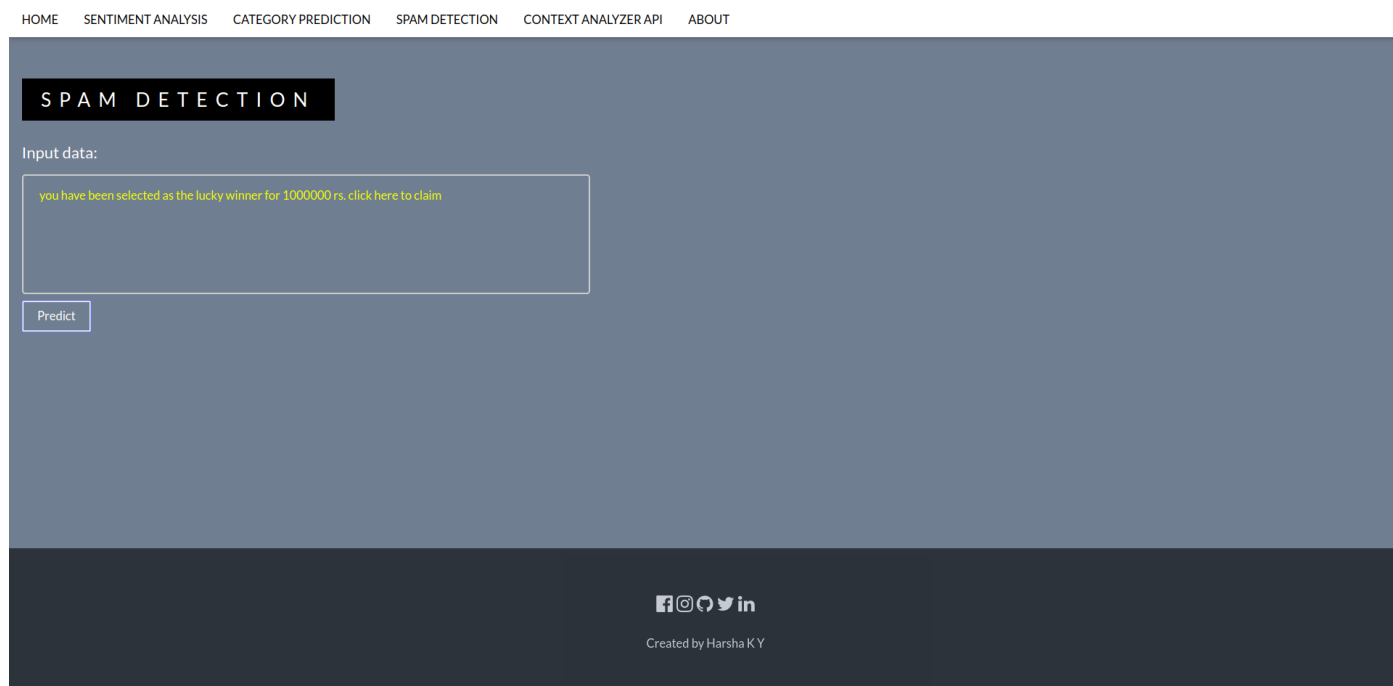 HOME SENTIMENT ANALYSIS CATEGORY PREDICTION SPAM DETECTION CONTEXT ANALYZER API ABOUT
SPAM DETECTION
Input data:
you have been selected as the lucky winner for 1000000 rs. click here to claim
Predict
Created by Harsha K Y